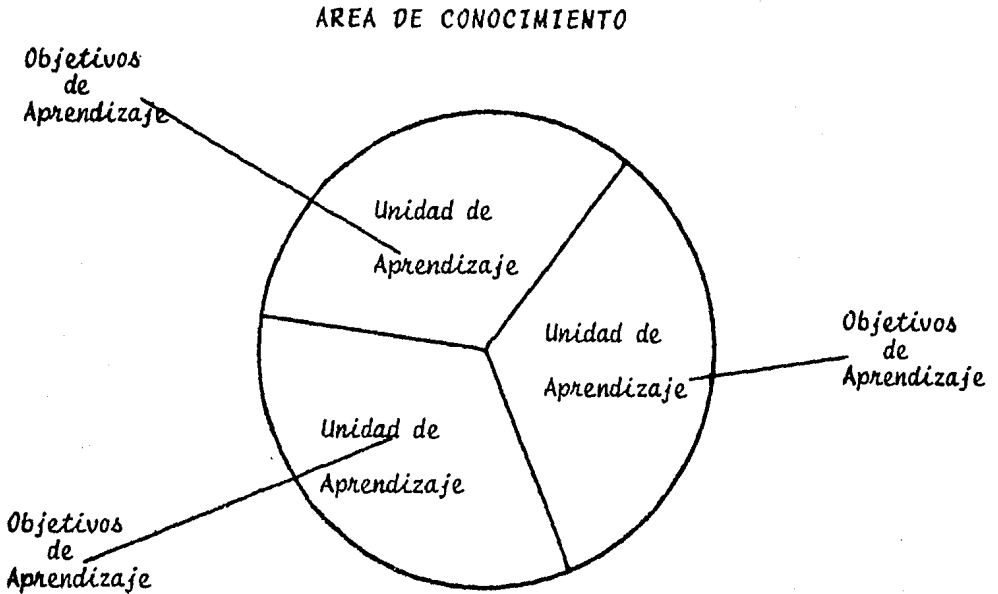 AREA DE CONOCIMIENTO
Objetivos
de
Aprendizaje
Unidad de
Aprendizaje
Unidad de
Aprendizaje
Objetivos
de
Aprendizaje
Unidad de
Aprendizaje
Objetivos
de
Aprendizaje